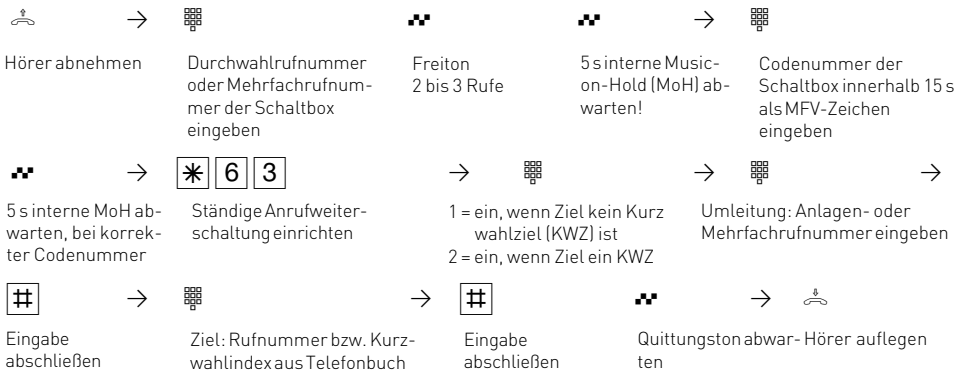 Hörer abnehmen
Durchwahlrufnummer
oder Mehrfachrufnum-
mer der Schaltbox
eingeben
Freiton
2 bis 3 Rufe
5 s interne Music-
on-Hold (MoH) ab-
warten!
Codenummer der
Schaltbox innerhalb 15 s
als MFV-Zeichen
eingeben
* 6 3
5 s interne MoH ab-
warten, bei korrek-
ter Codenummer
Ständige Anrufweiter-
schaltung einrichten
1 = ein, wenn Ziel kein Kurz
wahlziel (KWZ) ist
2 = ein, wenn Ziel ein KWZ
Umleitung: Anlagen- oder
Mehrfachrufnummer eingeben
#
#
Eingabe
abschließen
Ziel: Rufnummer bzw. Kurz-
wahlindex aus Telefonbuch
Eingabe
abschließen
Quittungston abwar-
ten
Hörer auflegen